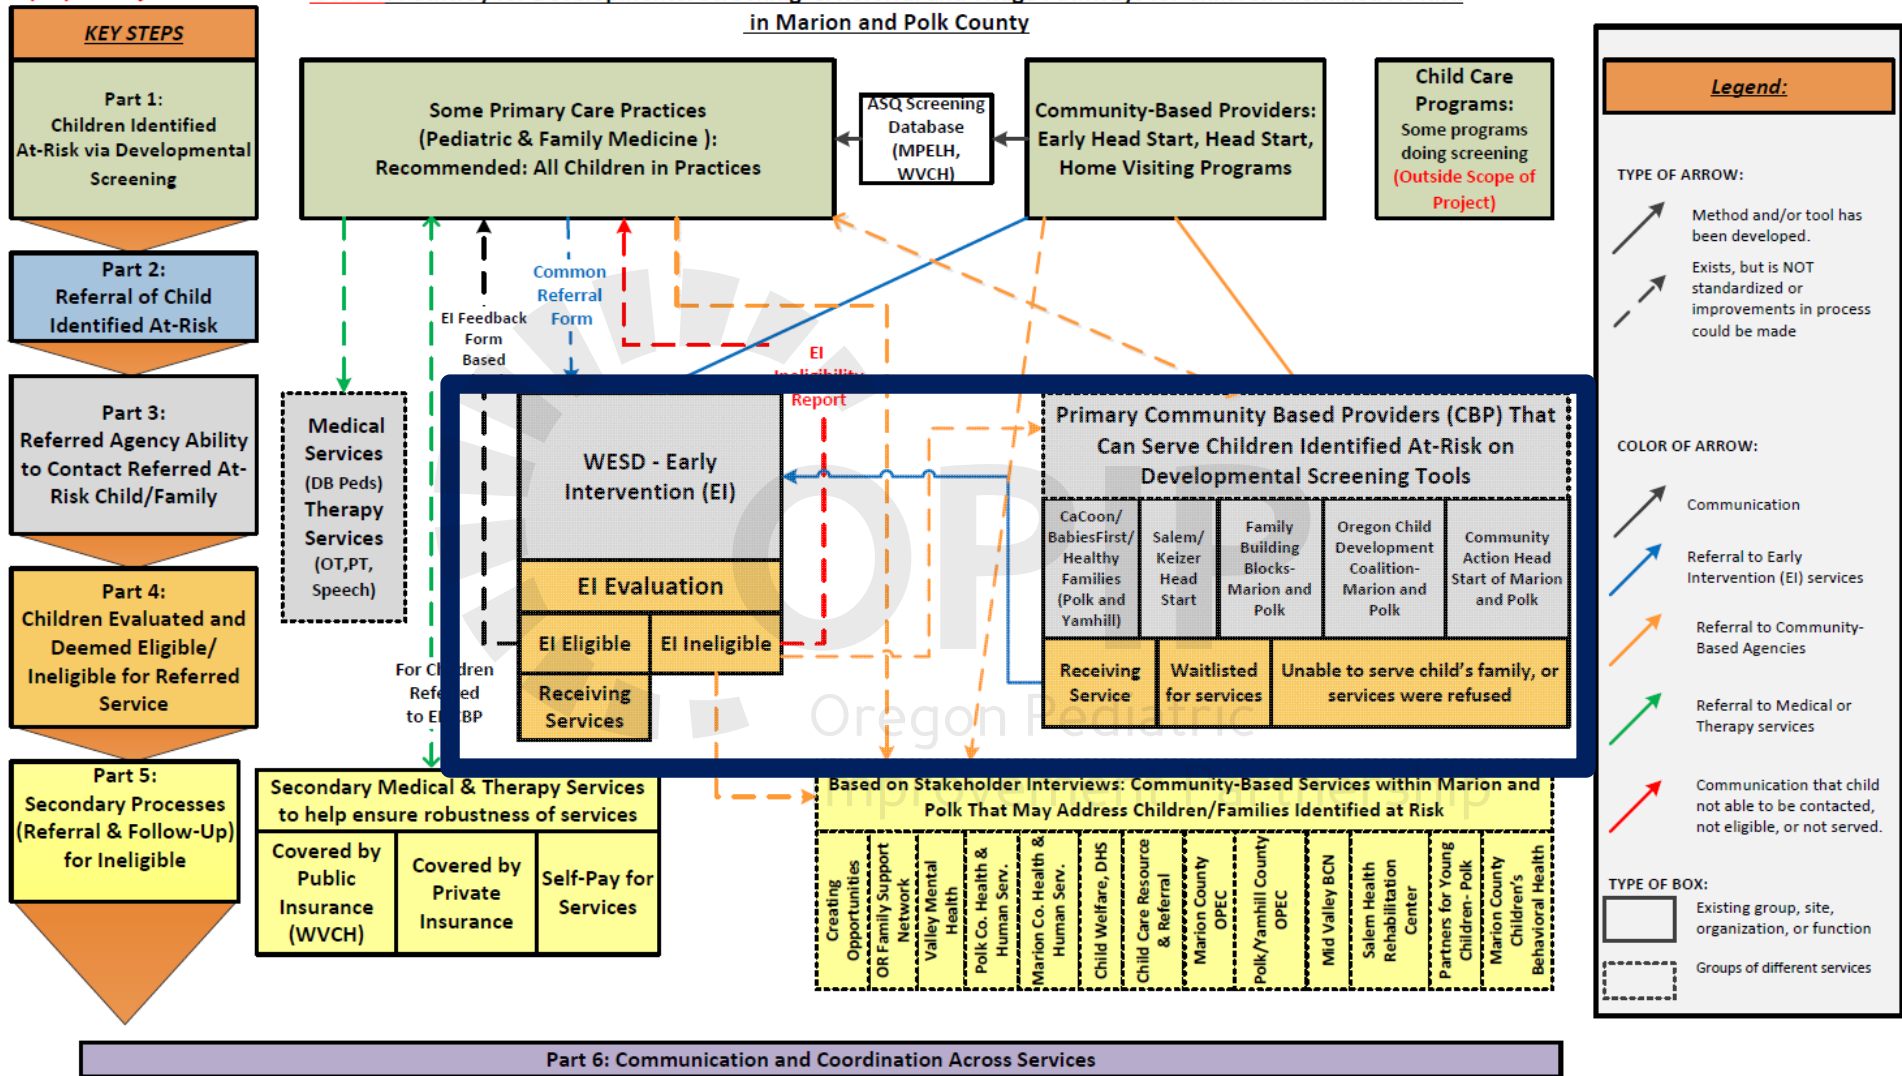 in Marion and Polk County
KEY STEPS
Part 1:
Children Identified
At-Risk via Developmental
Screening
Part 2:
Referral of Child
Identified At-Risk
Part 3:
Referred Agency Ability
to Contact Referred At-
Risk Child/Family
Part 4:
Children Evaluated and
Deemed Eligible/
Ineligible for Referred
Service
Part 5:
Secondary Processes
(Referral & Follow-Up)
for Ineligible
Some Primary Care Practices
(Pediatric & Family Medicine ):
Recommended: All Children in Practices
ASQ Screening
Database
(MPELH,
WVCH)
Community-Based Providers:
Early Head Start, Head Start,
Home Visiting Programs
Child Care
Programs:
Some programs
doing screening
(Outside Scope of
Project)
EI Feedback
Form
Based
Common
Referral
Form
EI
Ineligibility
Report
Medical
Services
(DB Peds)
Therapy
Services
(OT,PT,
Speech)
For Children
Referred
to EI CBP
WESD - Early
Intervention (EI)
EI Evaluation
EI Eligible
EI Ineligible
Receiving
Services
Primary Community Based Providers (CBP) That
Can Serve Children Identified At-Risk on
Developmental Screening Tools
CaCoon/
BabiesFirst/
Healthy
Families
(Polk and
Yamhill)
Salem/
Keizer
Head
Start
Family
Building
Blocks-
Marion and
Polk
Oregon Child
Development
Coalition-
Marion and
Polk
Community
Action Head
Start of Marion
and Polk
Receiving
Service
Waitlisted
for services
Unable to serve child's family, or
services were refused
OPIP
Oregon Pediatric
Improvement Partnership
Secondary Medical & Therapy Services
to help ensure robustness of services
Covered by
Public
Insurance
(WVCH)
Covered by
Private
Insurance
Self-Pay for
Services
Based on Stakeholder Interviews: Community-Based Services within Marion and
Polk That May Address Children/Families Identified at Risk
Creating
Opportunities
OR Family Support
Network
Valley Mental
Health
Polk Co. Health &
Human Serv.
Marion Co. Health &
Human Serv.
Child Welfare, DHS
Child Care Resource
& Referral
Marion County
OPEC
Polk/Yamhill County
OPEC
Mid Valley BCN
Salem Health
Rehabilitation
Center
Partners for Young
Children- Polk
Marion County
Children's
Behavioral Health
Legend:
TYPE OF ARROW:
Method and/or tool has
been developed.
Exists, but is NOT
standardized or
improvements in process
could be made
COLOR OF ARROW:
Communication
Referral to Early
Intervention (EI) services
Referral to Community-
Based Agencies
Referral to Medical or
Therapy services
Communication that child
not able to be contacted,
not eligible, or not served.
TYPE OF BOX:
Existing group, site,
organization, or function
Groups of different services
Part 6: Communication and Coordination Across Services